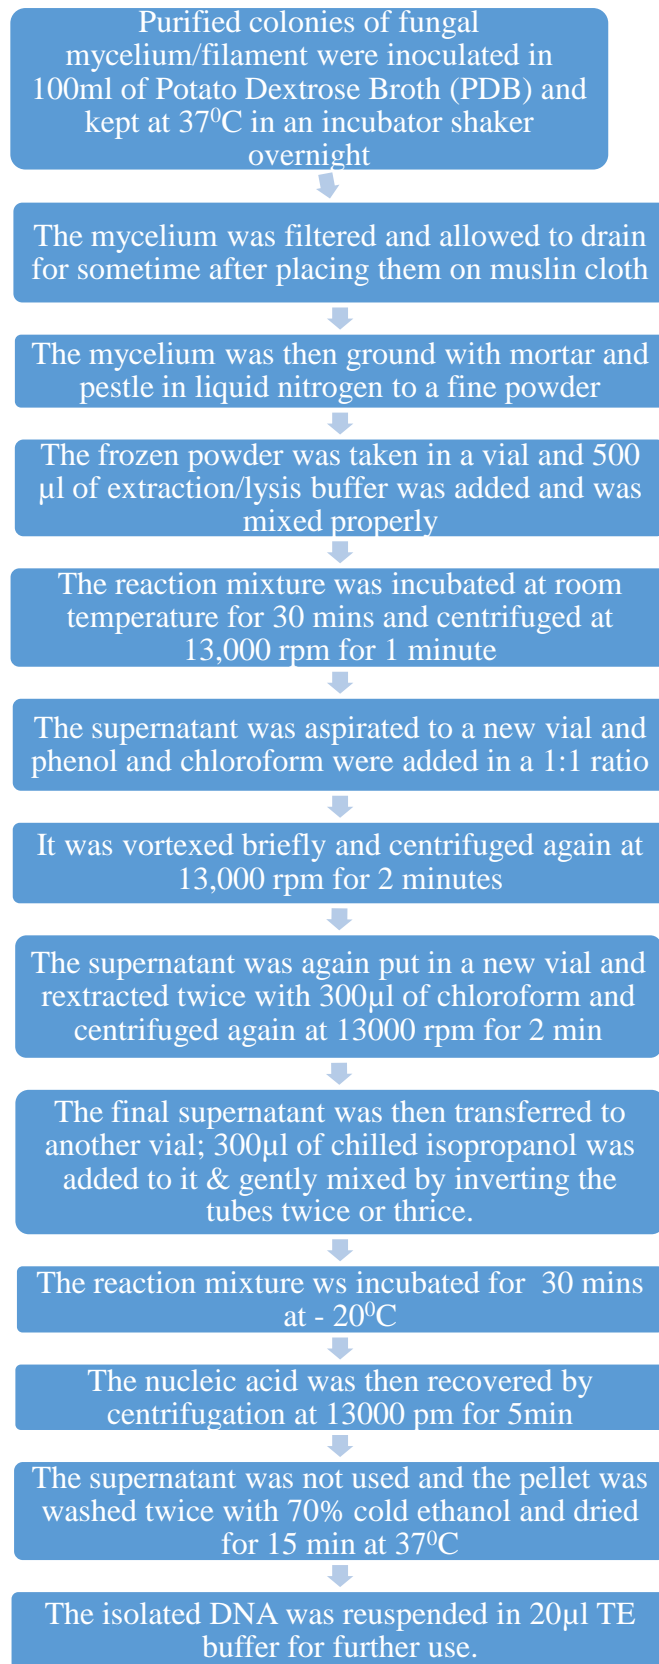 Purified colonies of fungal
mycelium/filament were inoculated in
100ml of Potato Dextrose Broth (PDB) and
kept at 37⁰C in an incubator shaker
overnight
The mycelium was filtered and allowed to drain
for sometime after placing them on muslin cloth
The mycelium was then ground with mortar and
pestle in liquid nitrogen to a fine powder
The frozen powder was taken in a vial and 500
µl of extraction/lysis buffer was added and was
mixed properly
The reaction mixture was incubated at room
temperature for 30 mins and centrifuged at
13,000 rpm for 1 minute
The supernatant was aspirated to a new vial and
phenol and chloroform were added in a 1:1 ratio
It was vortexed briefly and centrifuged again at
13,000 rpm for 2 minutes
The supernatant was again put in a new vial and
rextracted twice with 300µl of chloroform and
centrifuged again at 13000 rpm for 2 min
The final supernatant was then transferred to
another vial; 300µl of chilled isopropanol was
added to it & gently mixed by inverting the
tubes twice or thrice.
The reaction mixture ws incubated for 30 mins
at - 20⁰C
The nucleic acid was then recovered by
centrifugation at 13000 pm for 5min
The supernatant was not used and the pellet was
washed twice with 70% cold ethanol and dried
for 15 min at 37⁰C
The isolated DNA was reuspended in 20µl TE
buffer for further use.